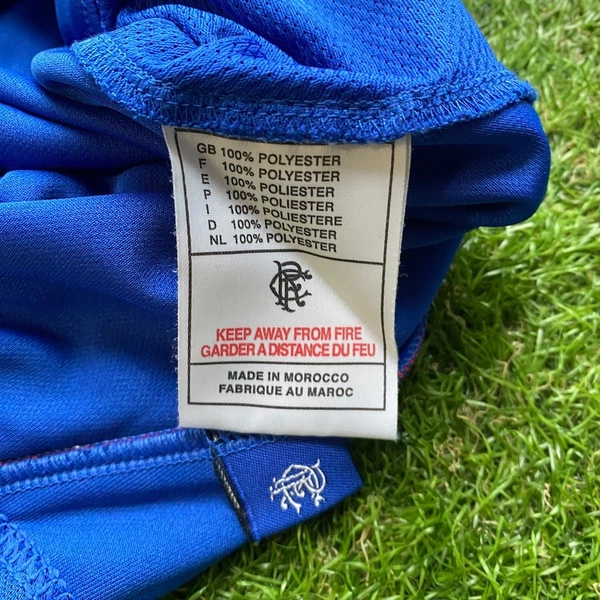 GB 100% POLYESTER
F 100% POLYESTER
E 100% POLYESTER
P 100% POLIESTER
I 100% POLIESTERE
D 100% POLYESTER
NL 100% POLYESTER
KEEP AWAY FROM FIRE
GARDER A DISTANCE DU FEU
MADE IN MOROCCO
FABRIQUE AU MAROC